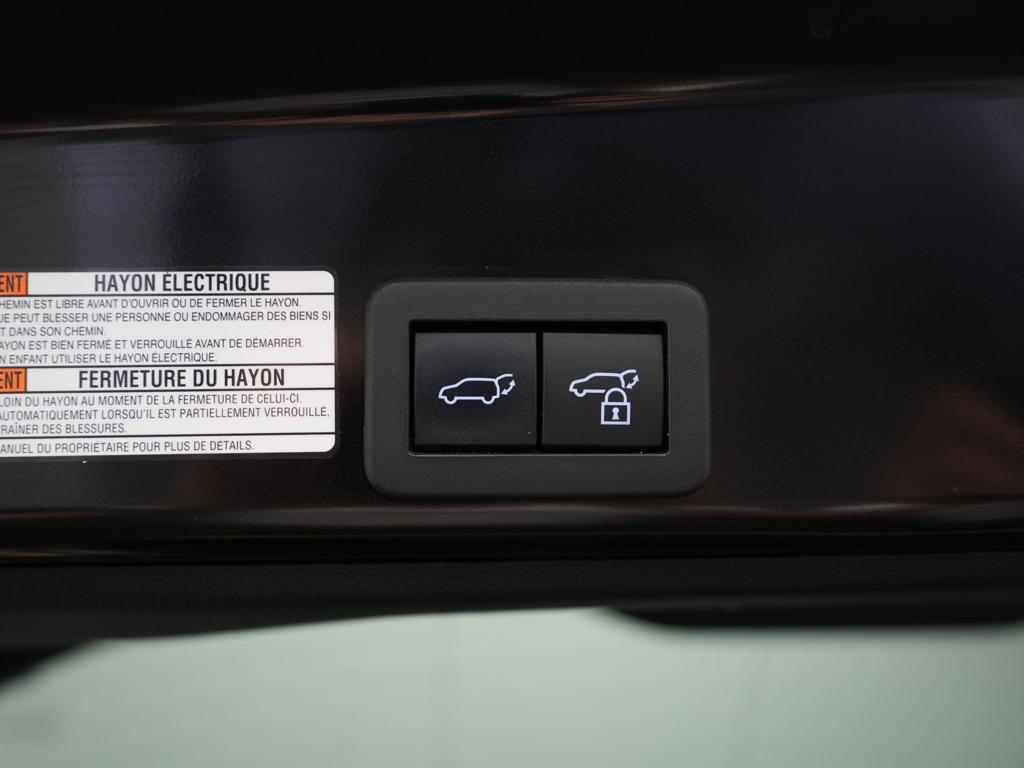 ENT HAYON ÉLECTRIQUE
HEMIN EST LIBRE AVANT D'OUVRIR OU DE FERMER LE HAYON.
UE PEUT BLESSER UNE PERSONNE OU ENDOMMAGER DES BIENS SI
T DANS SON CHEMIN.
AYON EST BIEN FERMÉ ET VERROUILLÉ AVANT DE DÉMARRER.
N ENFANT UTILISER LE HAYON ÉLECTRIQUE.
ENT FERMETURE DU HAYON
LOIN DU HAYON AU MOMENT DE LA FERMETURE DE CELUI-CI.
AUTOMATIQUEMENT LORSQU'IL EST PARTIELLEMENT VERROUILLÉ,
TRAÎNER DES BLESSURES.
ANUEL DU PROPRIÉTAIRE POUR PLUS DE DÉTAILS.